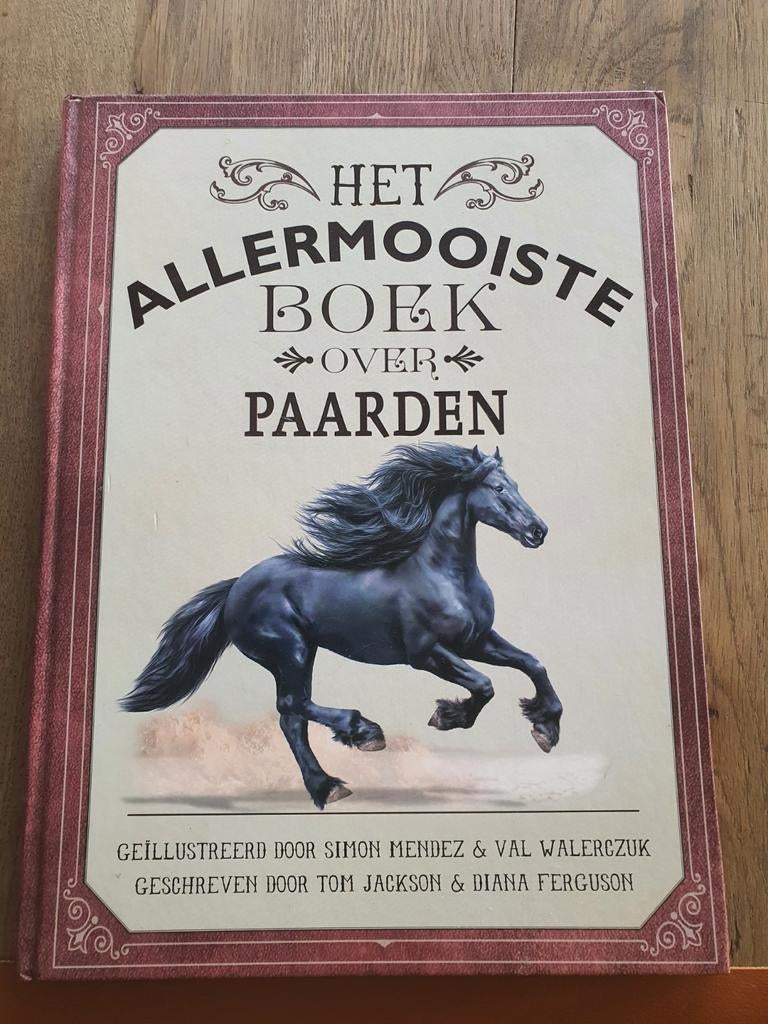 HET
ALLERMOOISTE
BOEK
OVER
PAARDEN
GEÏLLUSTREERD DOOR SIMON MENDEZ & VAL WALERCZUK
GESCHREVEN DOOR TOM JACKSON & DIANA FERGUSON